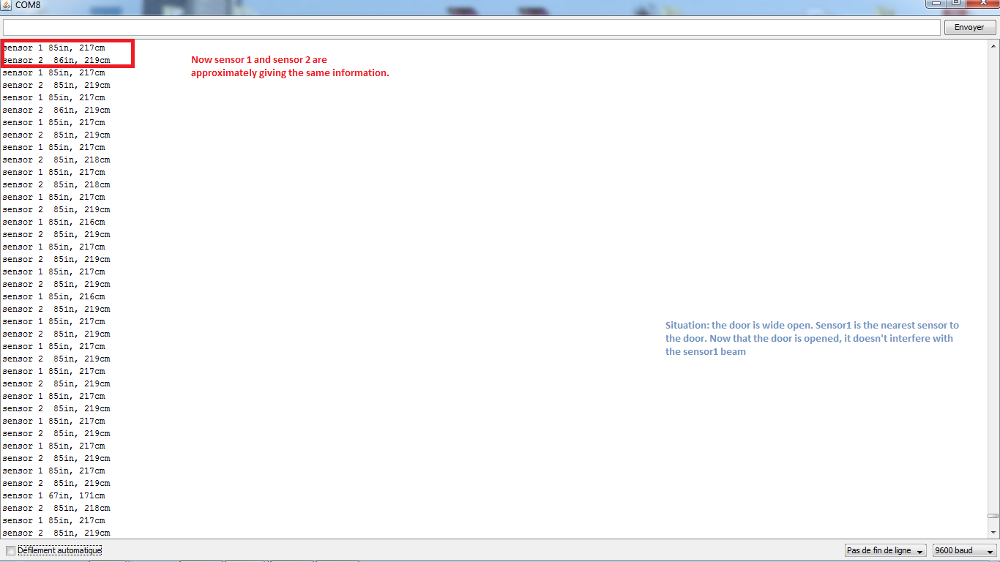 COM8
Envoyer
sensor 1 85in, 217cm
sensor 2  86in, 219cm
sensor 1 85in, 217cm
sensor 2  85in, 219cm
sensor 1 85in, 217cm
sensor 2  86in, 219cm
sensor 1 85in, 217cm
sensor 2  85in, 219cm
sensor 1 85in, 217cm
sensor 2  85in, 218cm
sensor 1 85in, 217cm
sensor 2  85in, 218cm
sensor 1 85in, 217cm
sensor 2  85in, 219cm
sensor 1 85in, 216cm
sensor 2  85in, 219cm
sensor 1 85in, 217cm
sensor 2  85in, 219cm
sensor 1 85in, 217cm
sensor 2  85in, 219cm
sensor 1 85in, 216cm
sensor 2  85in, 219cm
sensor 1 85in, 217cm
sensor 2  85in, 219cm
sensor 1 85in, 217cm
sensor 2  85in, 219cm
sensor 1 85in, 217cm
sensor 2  85in, 219cm
sensor 1 85in, 217cm
sensor 2  85in, 219cm
sensor 1 85in, 217cm
sensor 2  85in, 219cm
sensor 1 85in, 217cm
sensor 2  85in, 219cm
sensor 1 85in, 217cm
sensor 2  85in, 219cm
sensor 1 67in, 171cm
sensor 2  85in, 218cm
sensor 1 85in, 217cm
sensor 2  85in, 219cm
Now sensor 1 and sensor 2 are
approximately giving the same information.
Situation: the door is wide open. Sensor1 is the nearest sensor to
the door. Now that the door is opened, it doesn't interfere with
the sensor1 beam
Défilement automatique
Pas de fin de ligne
9600 baud